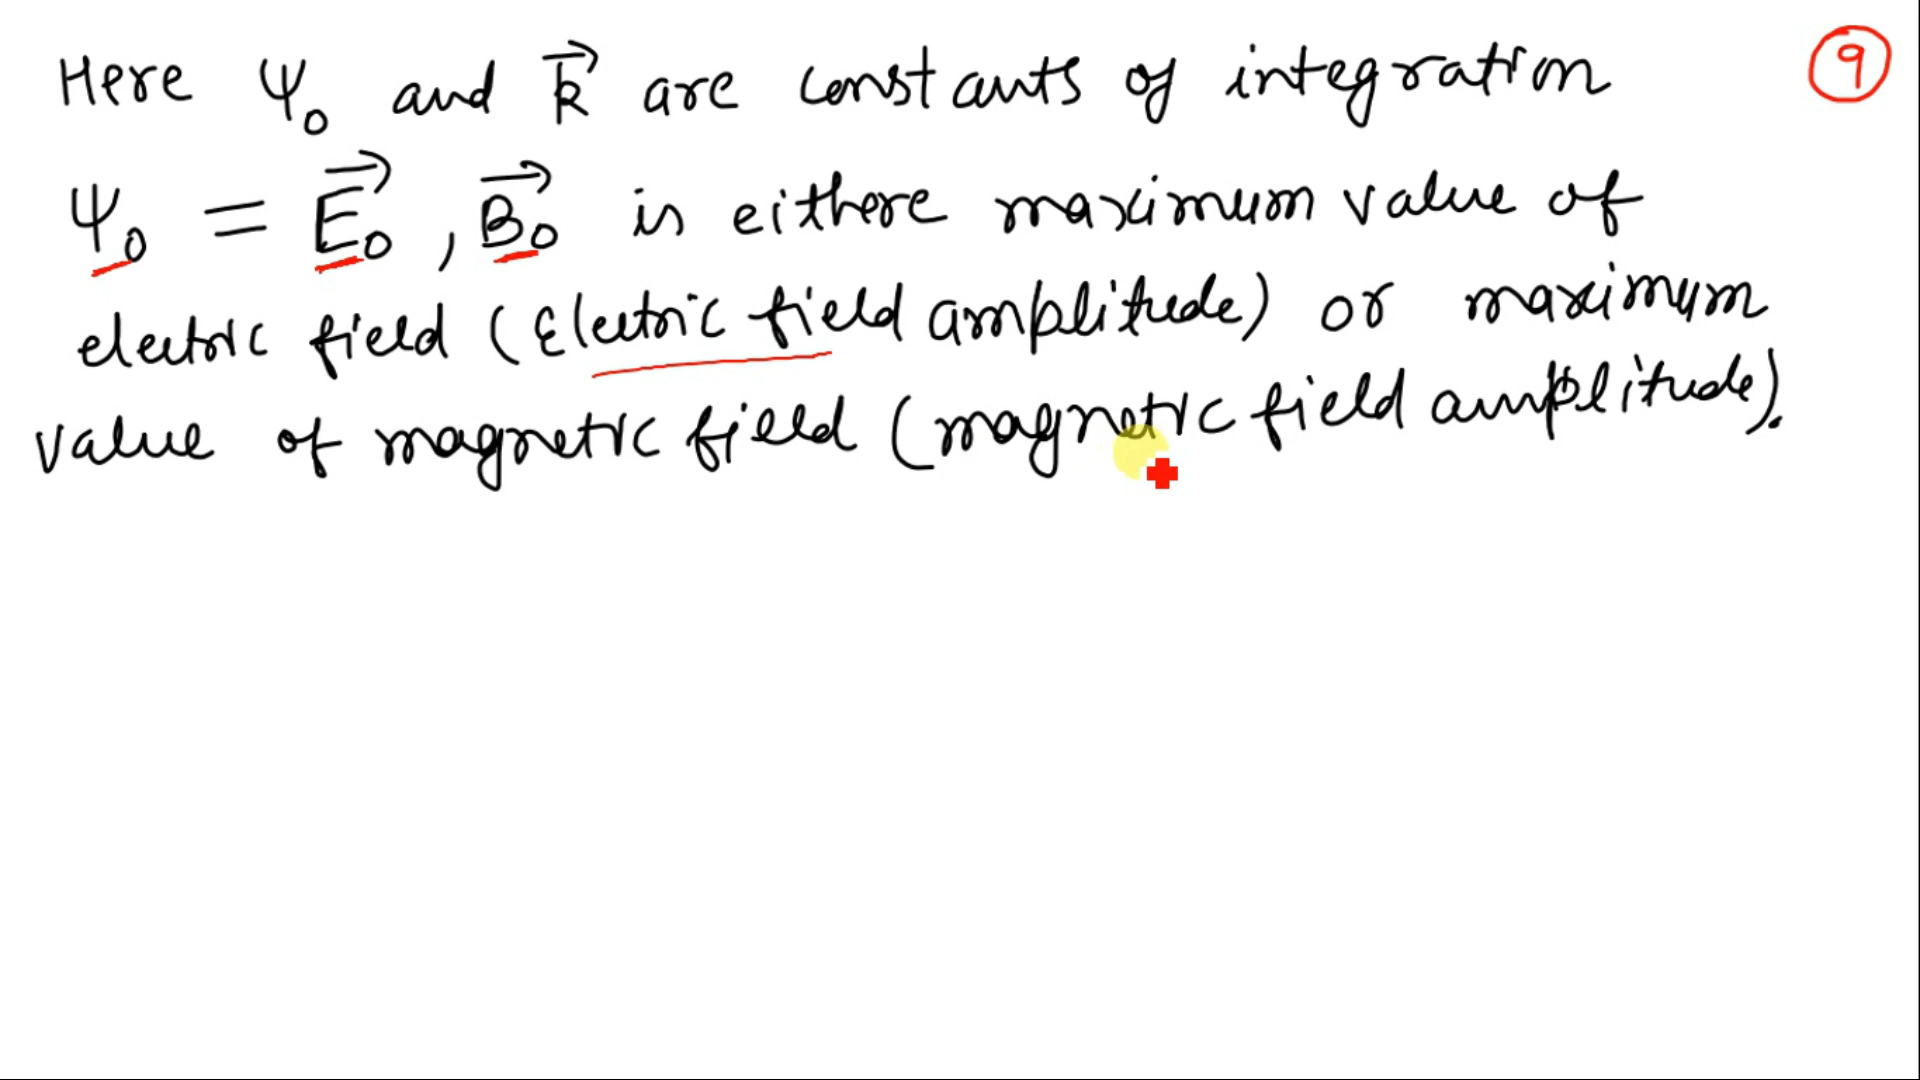 Here ψ₀ and k⃗ are constants of integration
9
ψ₀ = E⃗₀, B⃗₀ is eithere maximum value of
electric field (Electric field amplitude) or maximum
value of magnetic field (magnetic field amplitude).